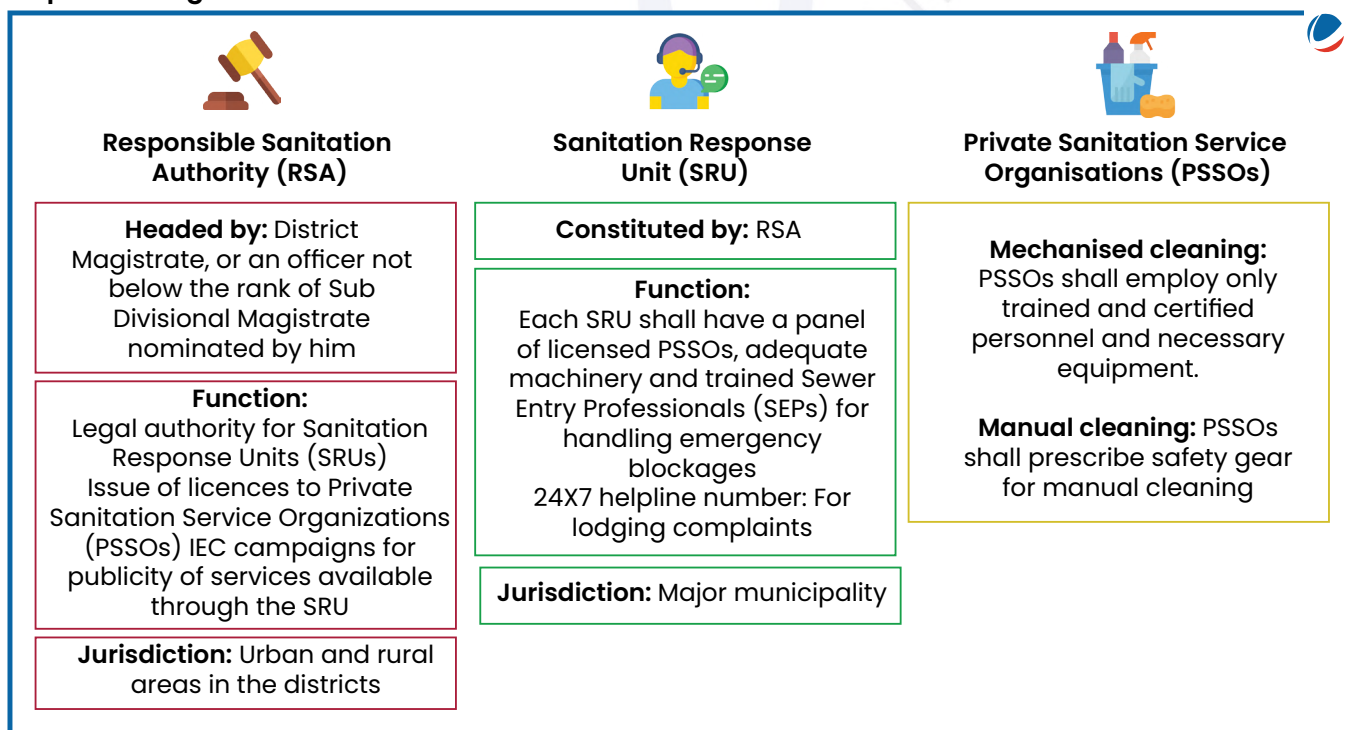 Responsible Sanitation
Authority (RSA)
Headed by: District
Magistrate, or an officer not
below the rank of Sub
Divisional Magistrate
nominated by him
Function:
Legal authority for Sanitation
Response Units (SRUs)
Issue of licences to Private
Sanitation Service Organizations
(PSSOs) IEC campaigns for
publicity of services available
through the SRU
Jurisdiction: Urban and rural
areas in the districts
Sanitation Response
Unit (SRU)
Constituted by: RSA
Function:
Each SRU shall have a panel
of licensed PSSOs, adequate
machinery and trained Sewer
Entry Professionals (SEPs) for
handling emergency
blockages
24X7 helpline number: For
lodging complaints
Jurisdiction: Major municipality
Private Sanitation Service
Organisations (PSSOs)
Mechanised cleaning:
PSSOs shall employ only
trained and certified
personnel and necessary
equipment.
Manual cleaning: PSSOs
shall prescribe safety gear
for manual cleaning